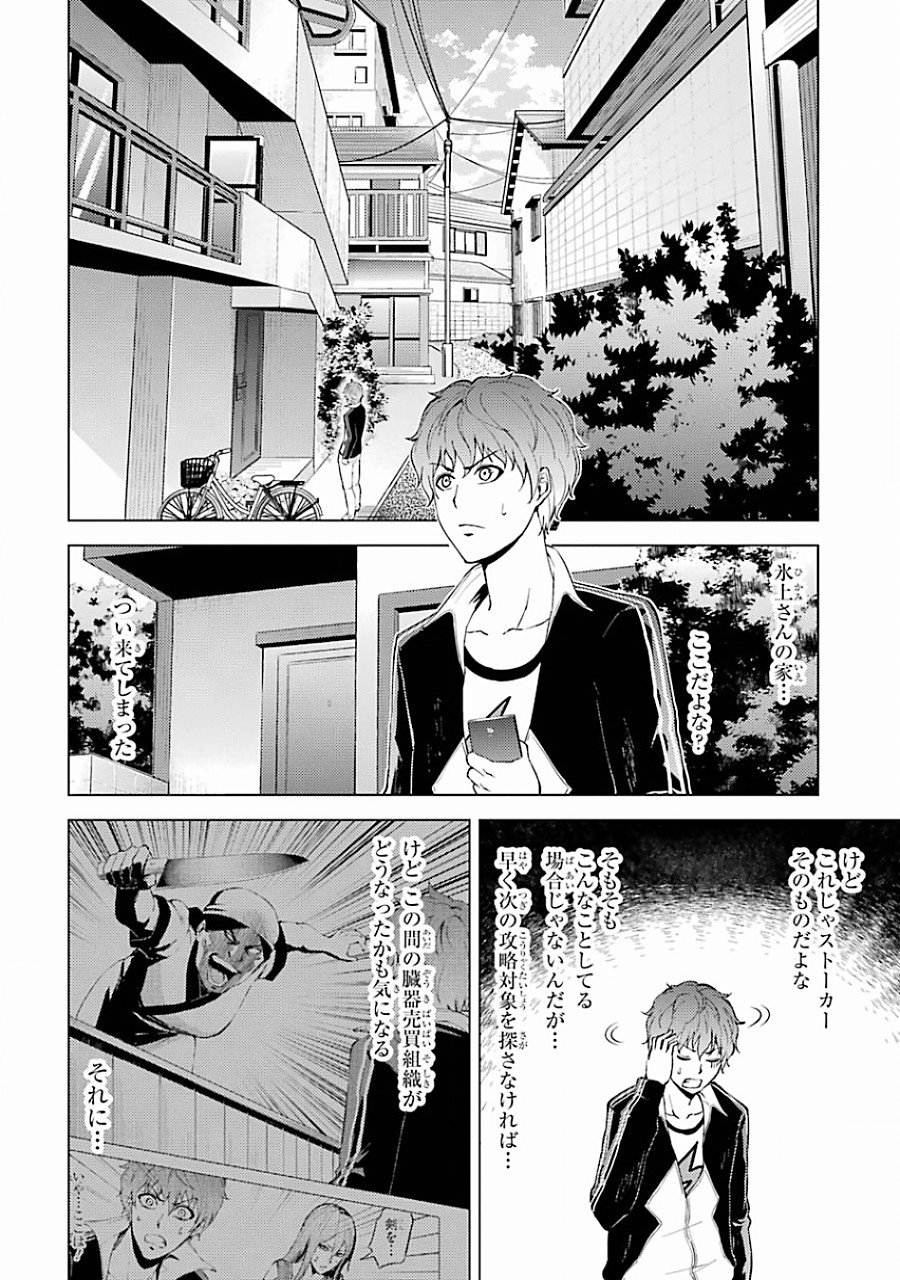 氷上さんの家…
ここだよな?
つい来てしまった
けど
これじゃストーカー
そのものだよな
そもそも
こんなことしてる
場合じゃないんだが…
早く次の攻略対象を探さなければ…
けど この間の臓器売買組織が
どうなったかも気になる
それに…
剣を…
いや…ここは